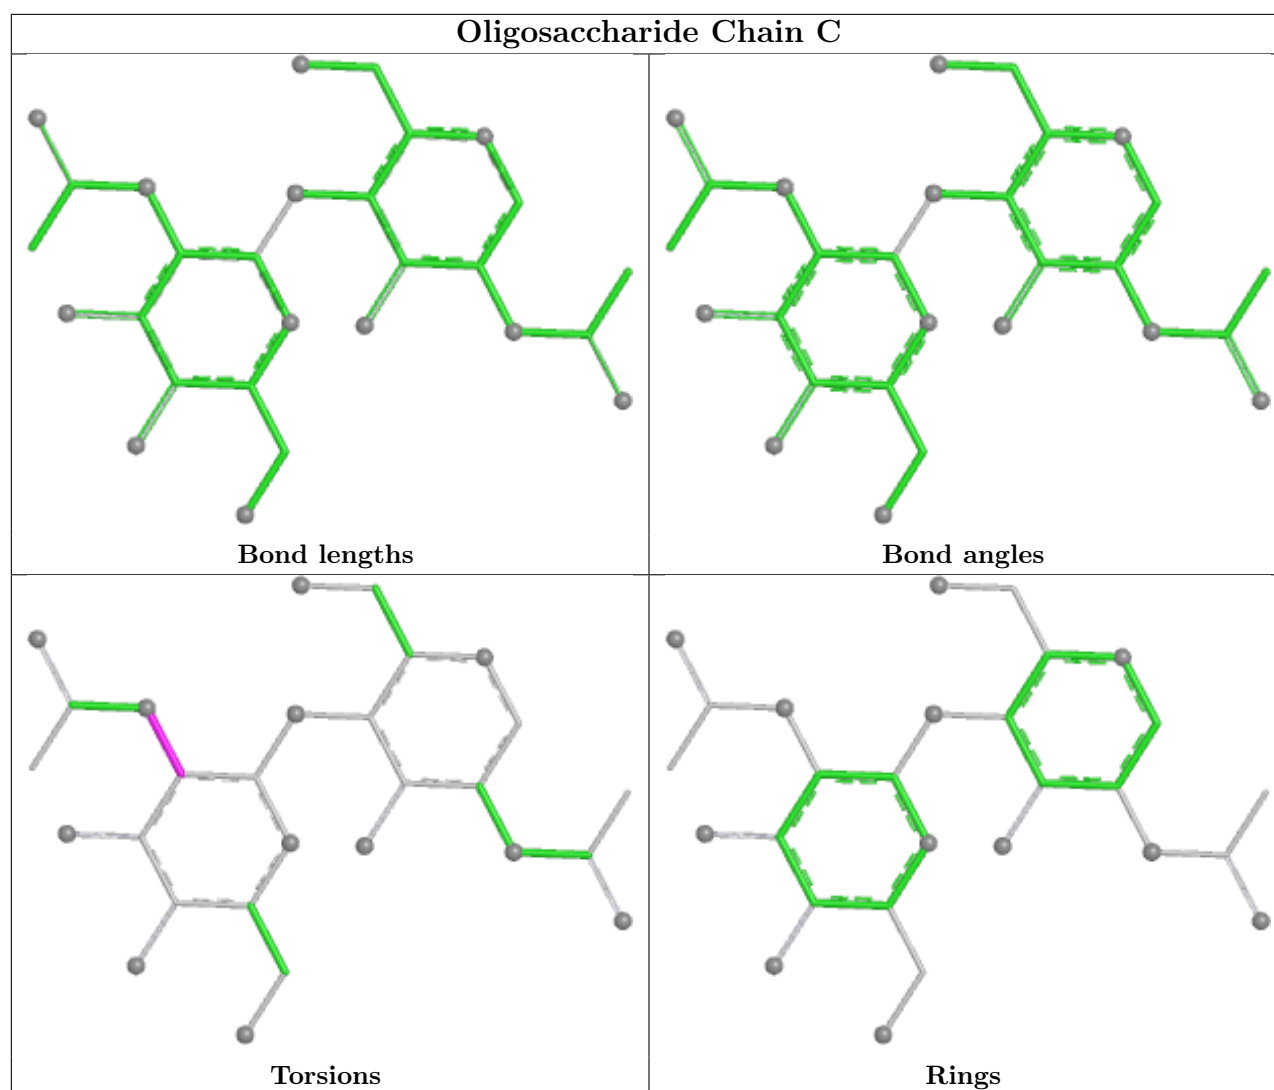 Oligosaccharide Chain C
Bond lengths
Bond angles
Torsions
Rings